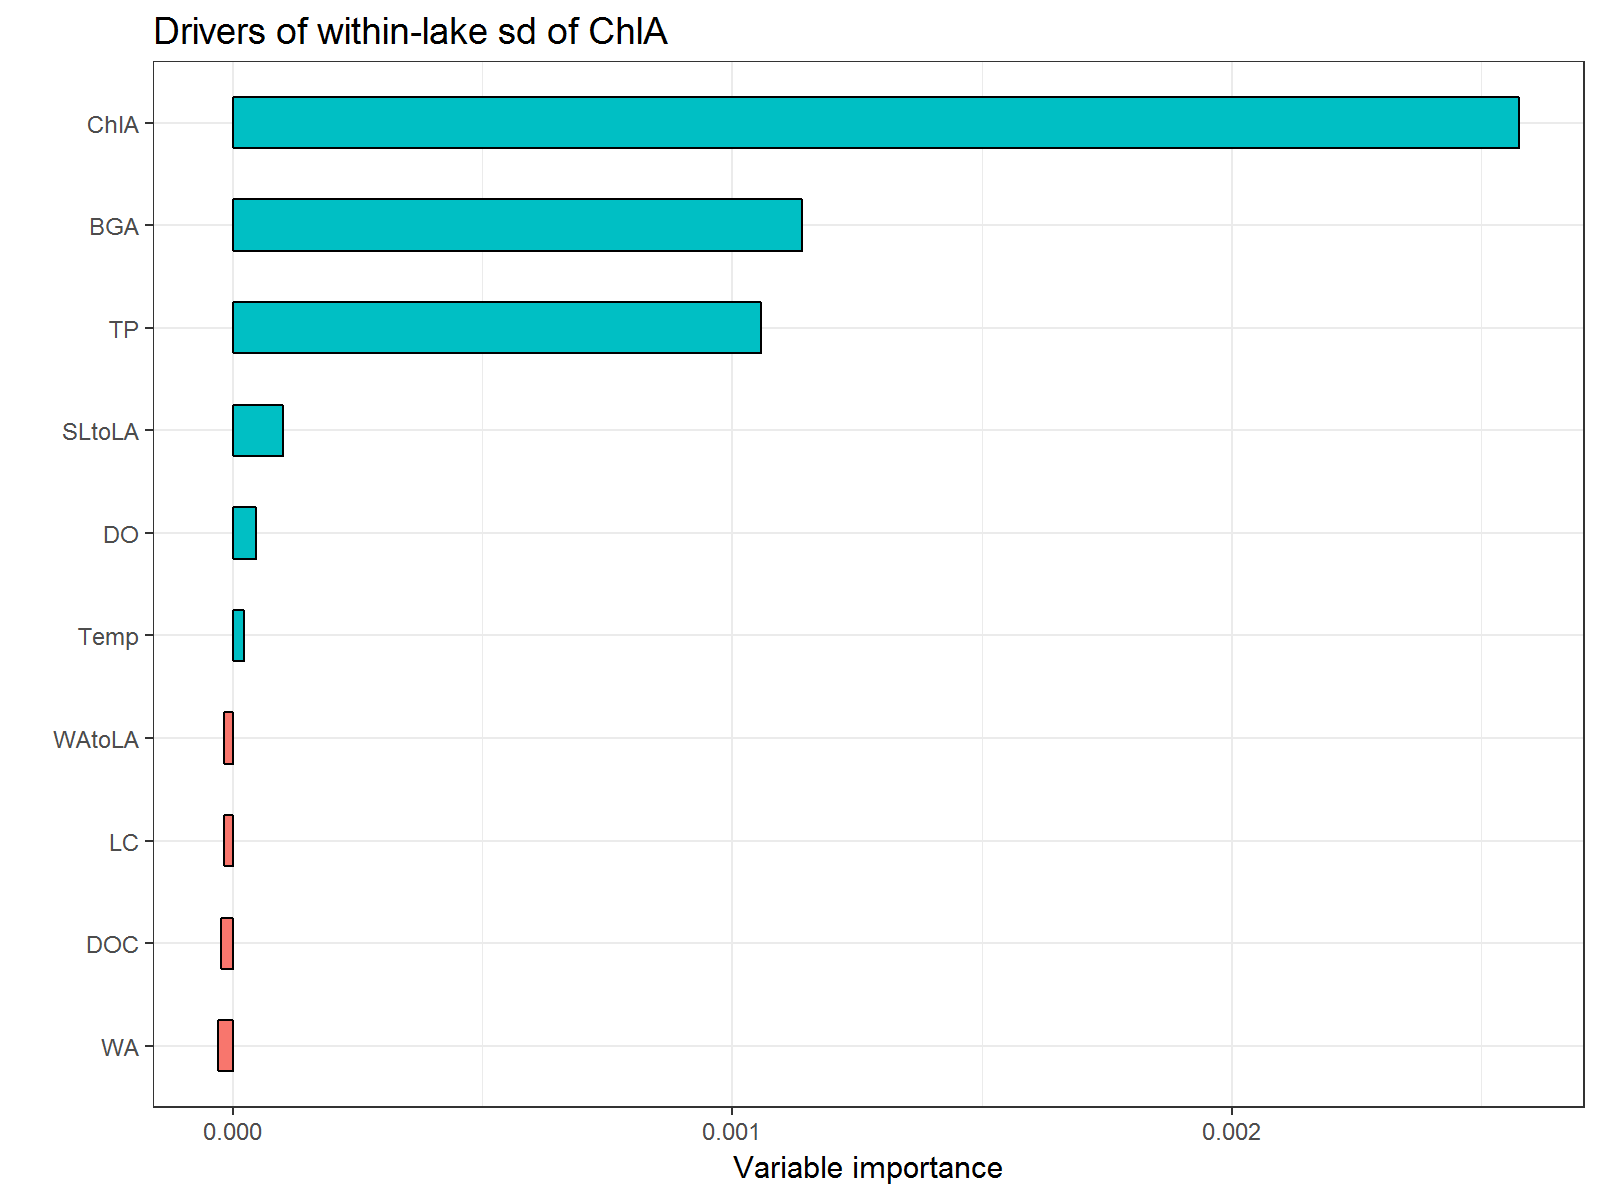 Drivers of within-lake sd of ChlA
ChlA
BGA
TP
SLtoLA
DO
Temp
WAtoLA
LC
DOC
WA
0.000 0.001 0.002
Variable importance